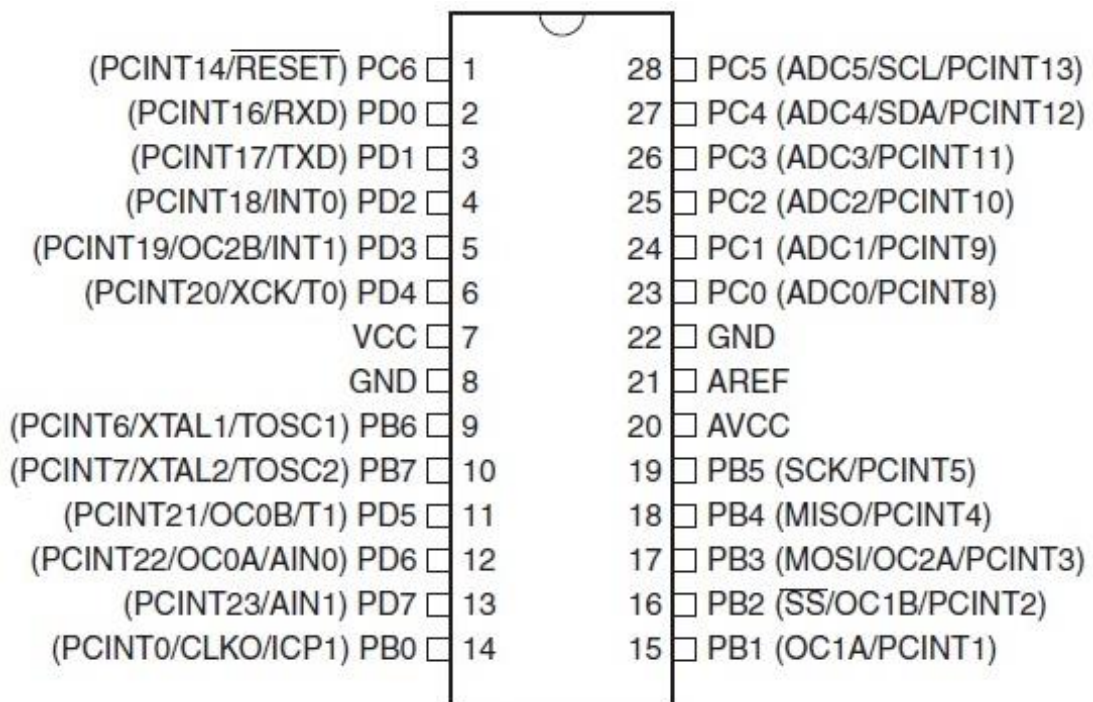 (PCINT14/RESET) PC6 1 28 PC5 (ADC5/SCL/PCINT13)
(PCINT16/RXD) PD0 2 27 PC4 (ADC4/SDA/PCINT12)
(PCINT17/TXD) PD1 3 26 PC3 (ADC3/PCINT11)
(PCINT18/INT0) PD2 4 25 PC2 (ADC2/PCINT10)
(PCINT19/OC2B/INT1) PD3 5 24 PC1 (ADC1/PCINT9)
(PCINT20/XCK/T0) PD4 6 23 PC0 (ADC0/PCINT8)
VCC 7 22 GND
GND 8 21 AREF
(PCINT6/XTAL1/TOSC1) PB6 9 20 AVCC
(PCINT7/XTAL2/TOSC2) PB7 10 19 PB5 (SCK/PCINT5)
(PCINT21/OC0B/T1) PD5 11 18 PB4 (MISO/PCINT4)
(PCINT22/OC0A/AIN0) PD6 12 17 PB3 (MOSI/OC2A/PCINT3)
(PCINT23/AIN1) PD7 13 16 PB2 (SS/OC1B/PCINT2)
(PCINT0/CLKO/ICP1) PB0 14 15 PB1 (OC1A/PCINT1)